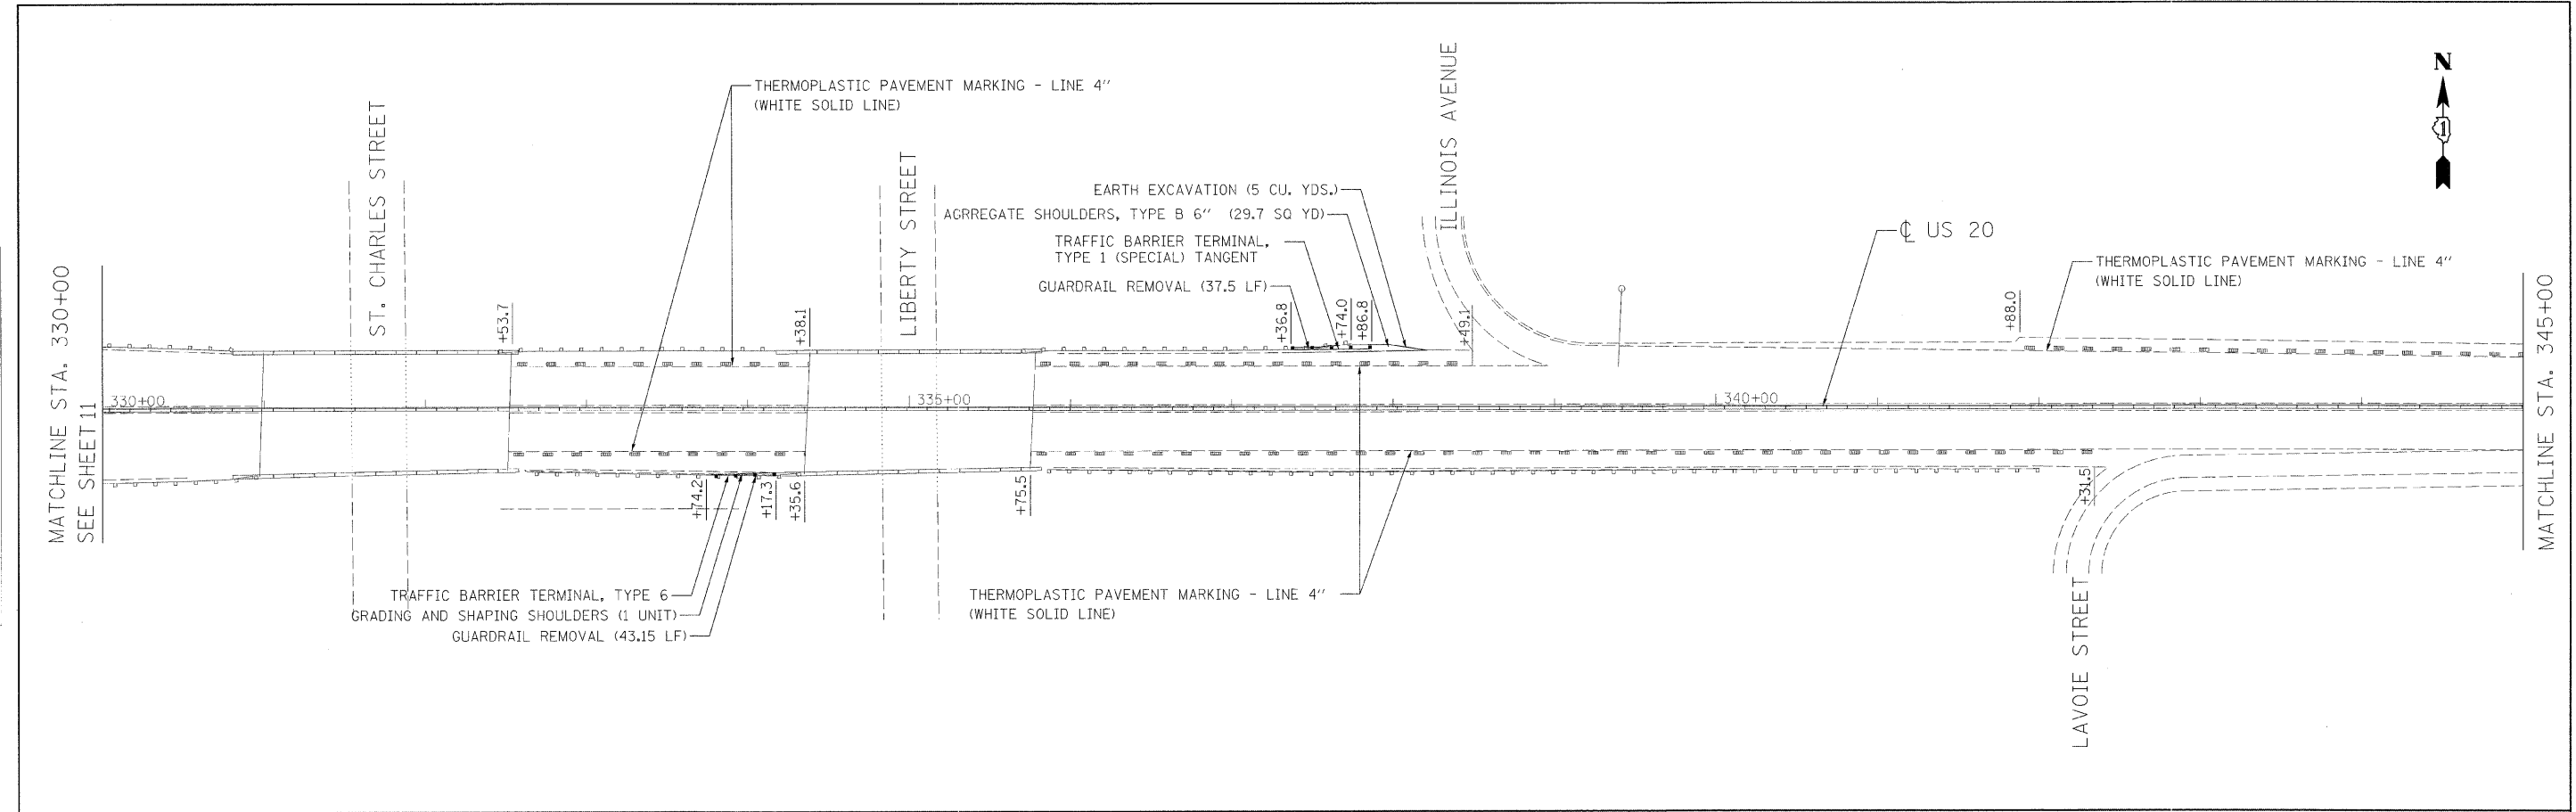 THERMOPLASTIC PAVEMENT MARKING - LINE 4"
(WHITE SOLID LINE)
ST. CHARLES STREET
LIBERTY STREET
ILLINOIS AVENUE
N
1
EARTH EXCAVATION (5 CU. YDS.)
AGRREGATE SHOULDERS, TYPE B 6" (29.7 SQ YD)
TRAFFIC BARRIER TERMINAL,
TYPE 1 (SPECIAL) TANGENT
GUARDRAIL REMOVAL (37.5 LF)
℄ US 20
THERMOPLASTIC PAVEMENT MARKING - LINE 4"
(WHITE SOLID LINE)
MATCHLINE STA. 330+00
SEE SHEET 11
+53.7
+38.1
+36.8
+74.0
+86.8
+49.1
+88.0
330+00
335+00
340+00
MATCHLINE STA. 345+00
+74.2
+17.3
+35.6
+75.5
+31.5
TRAFFIC BARRIER TERMINAL, TYPE 6
GRADING AND SHAPING SHOULDERS (1 UNIT)
GUARDRAIL REMOVAL (43.15 LF)
THERMOPLASTIC PAVEMENT MARKING - LINE 4"
(WHITE SOLID LINE)
LAVOIE STREET